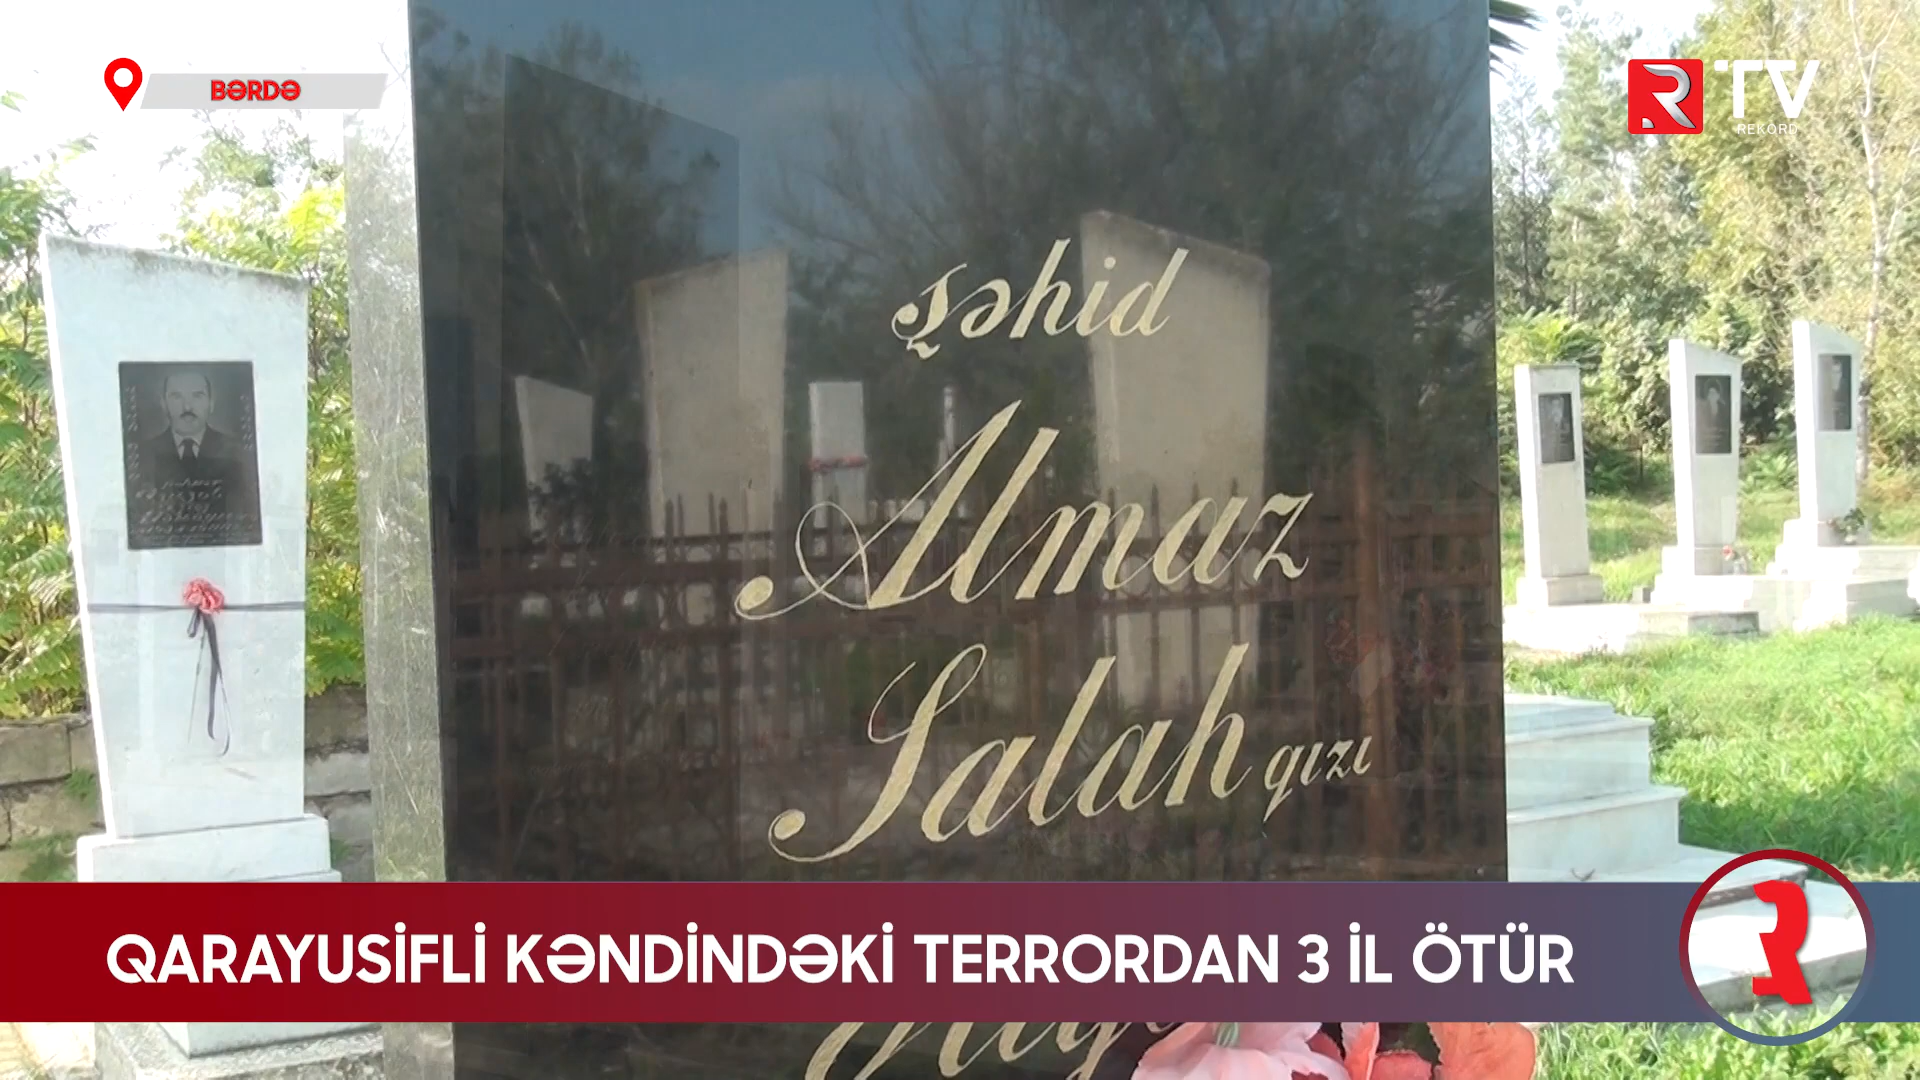 BƏRDƏ
R TV
REKORD
şəhid
Almaz
Salah qızı
QARAYUSİFLİ KƏNDİNDƏKİ TERRORDAN 3 İL ÖTÜR